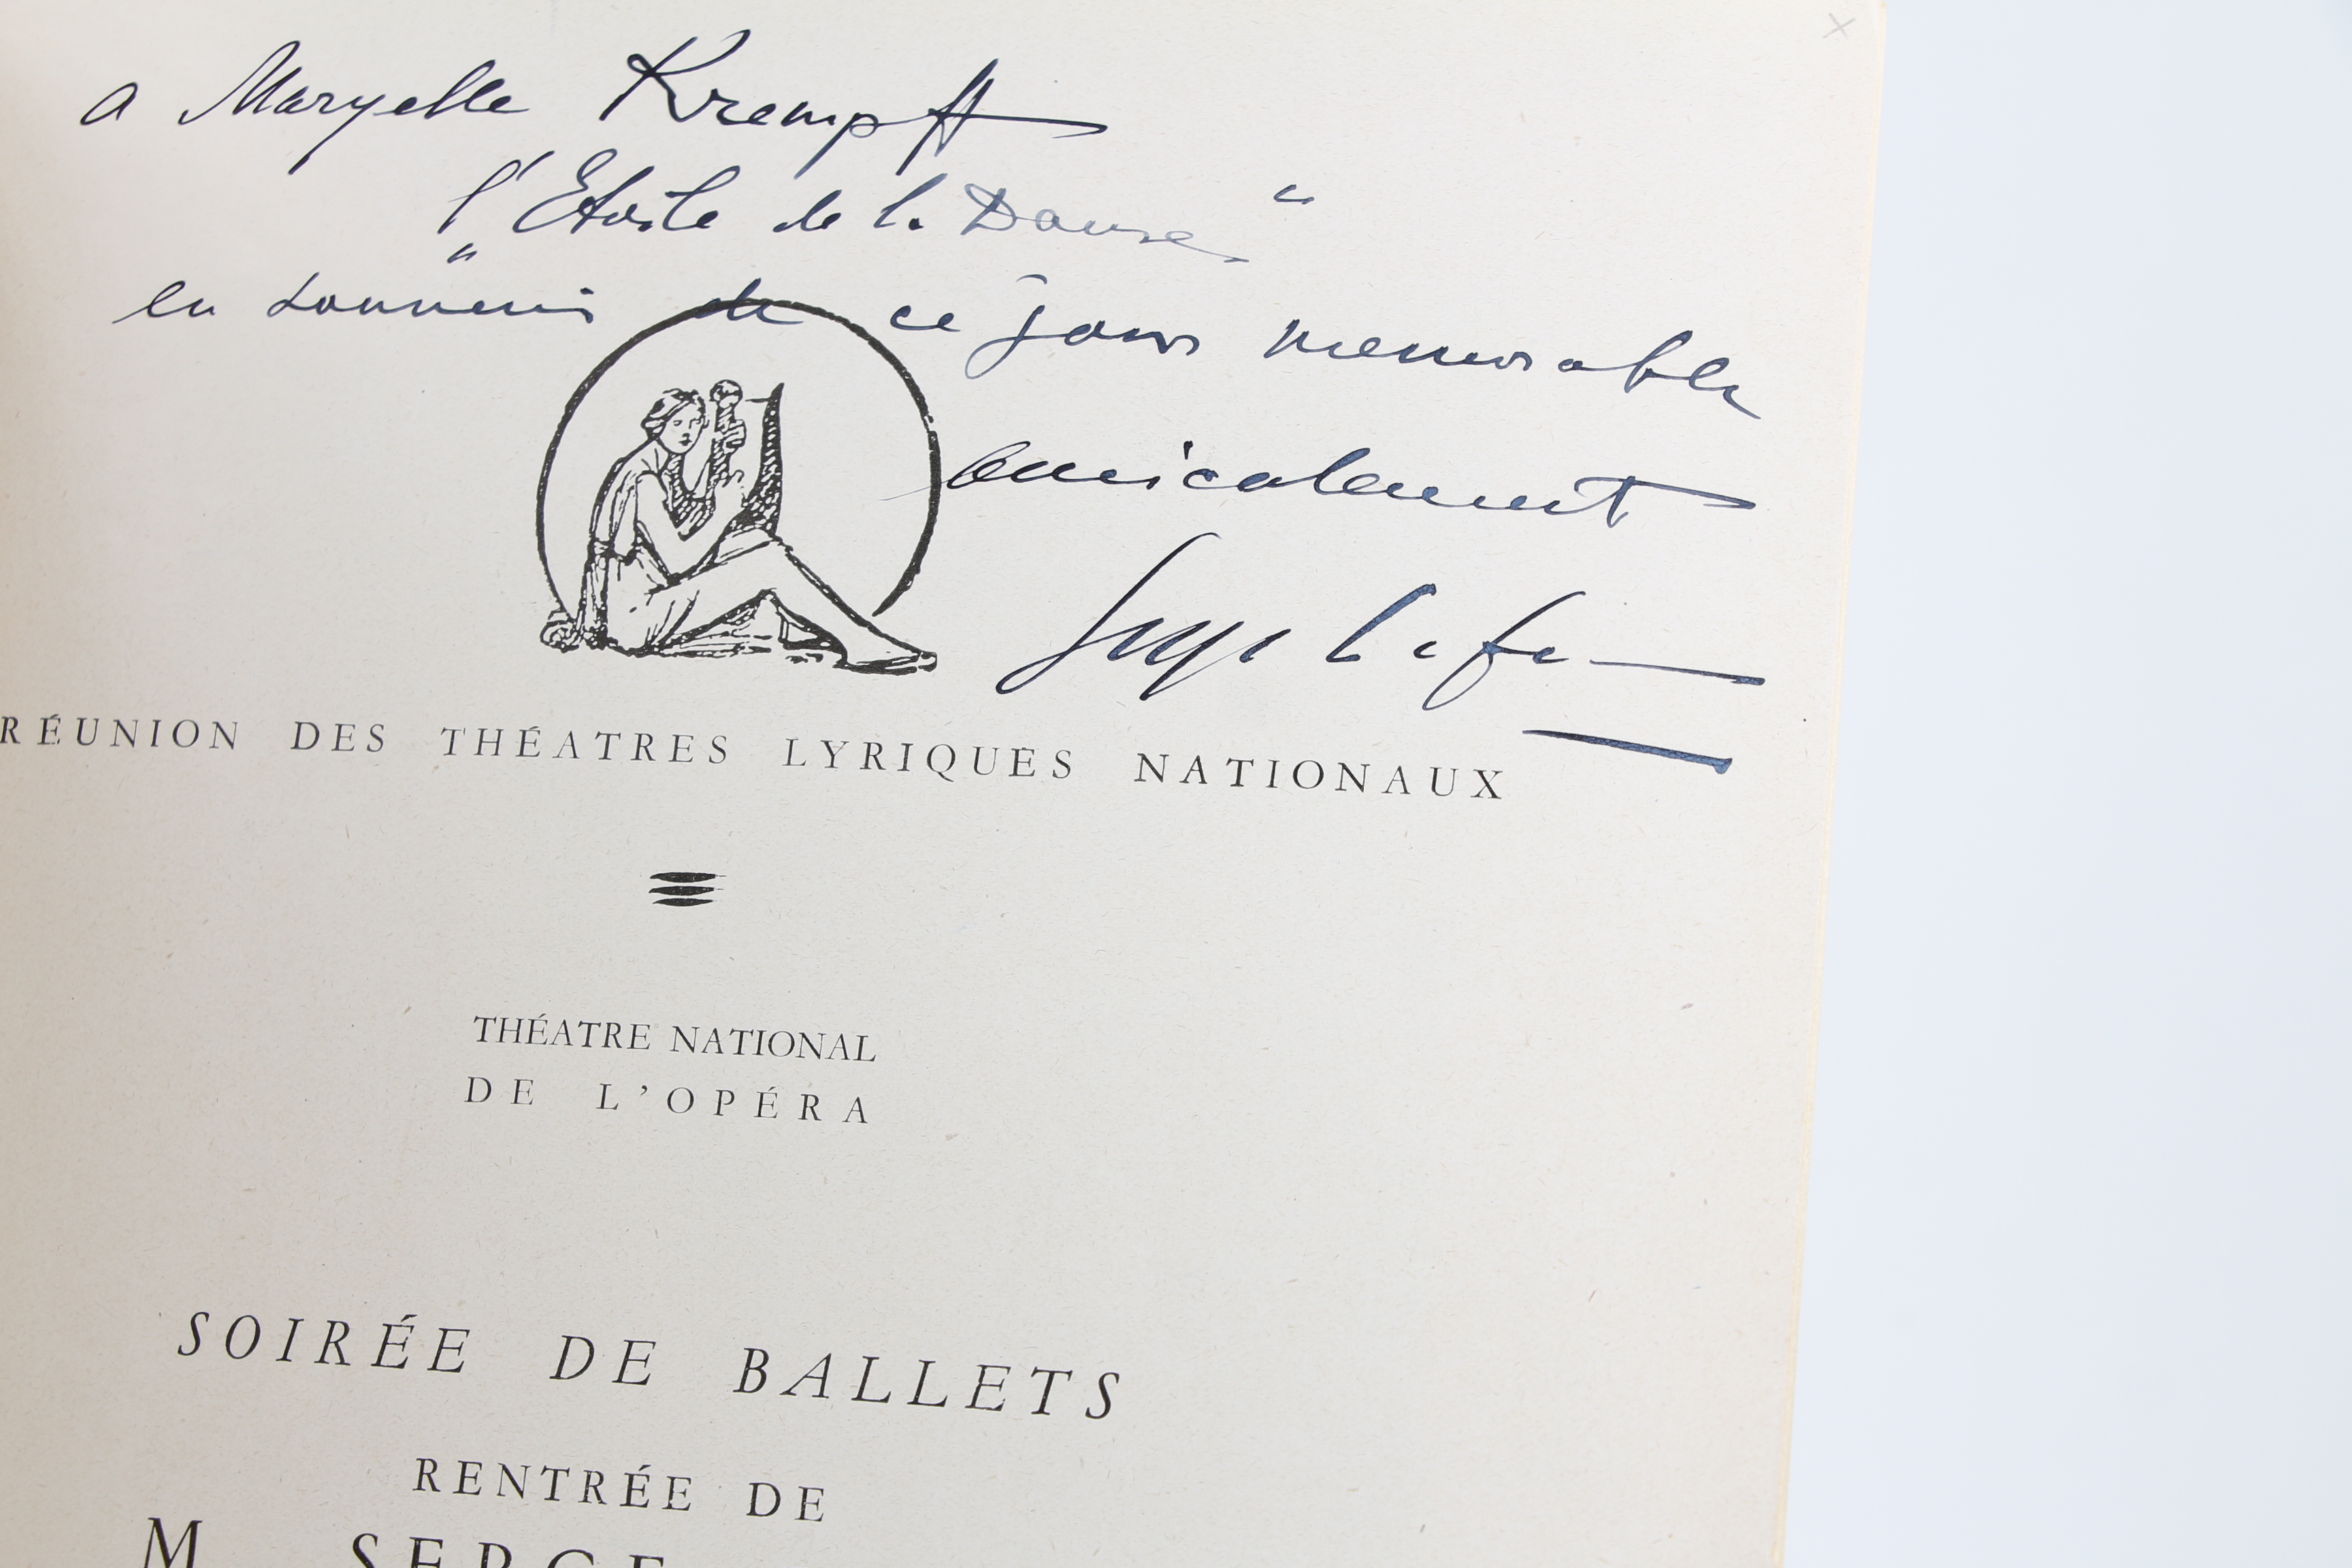 a Maryelle Krempff
"l'Etoile de la Danse"
en souvenir de ce jour memorable
amicalement
Serge Lifar
RÉUNION DES THÉATRES LYRIQUES NATIONAUX
THÉATRE NATIONAL
DE L'OPÉRA
SOIRÉE DE BALLETS
RENTRÉE DE
M. SERGE